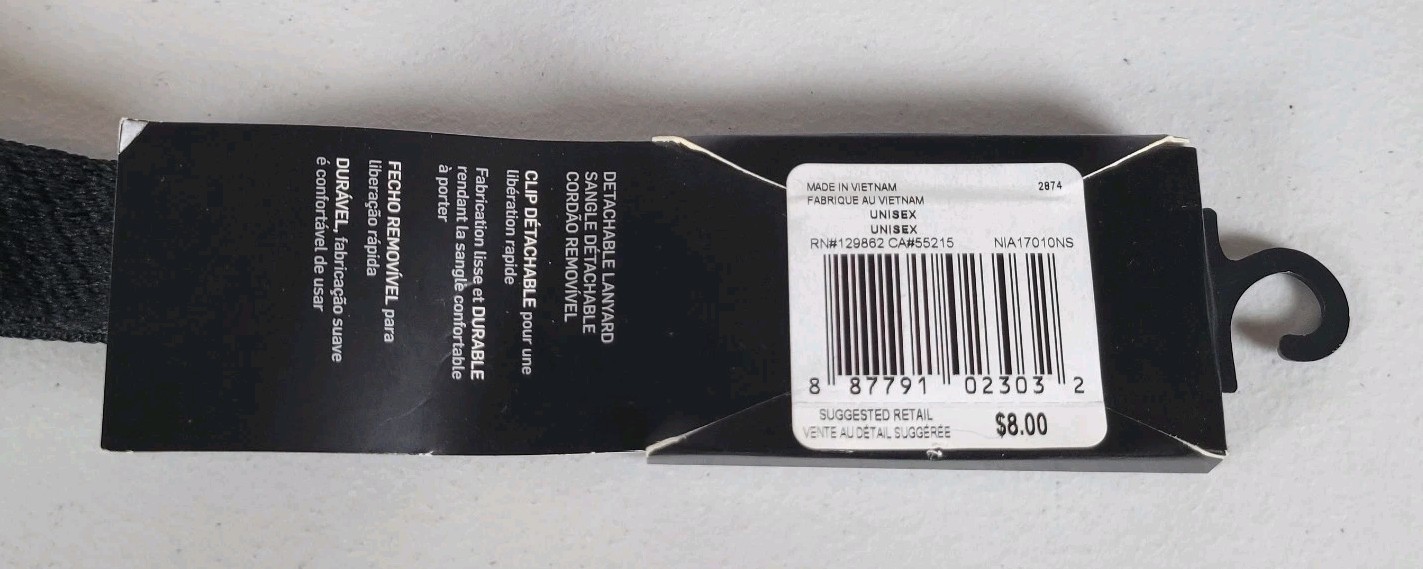 DETACHABLE LANYARD
SANGLE DÉTACHABLE
CORDÃO REMOVÍVEL
CLIP DÉTACHABLE pour une
libération rapide
Fabrication lisse et DURABLE
rendant la sangle confortable
à porter
FECHO REMOVÍVEL para
liberação rápida
DURÁVEL, fabricação suave
é confortável de usar
MADE IN VIETNAM 2874
FABRIQUE AU VIETNAM
UNISEX
UNISEX
RN#129862 CA#55215 NIA17010NS
8 87791 02303 2
SUGGESTED RETAIL $8.00
VENTE AU DÉTAIL SUGGÉRÉE